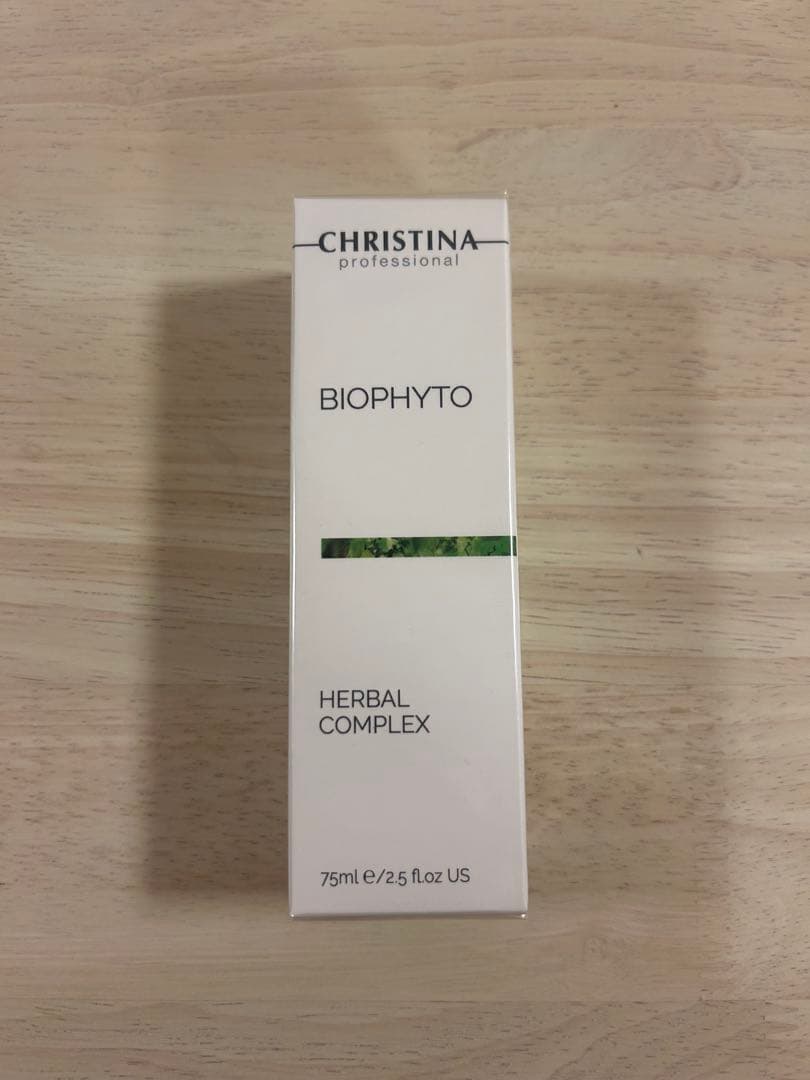 CHRISTINA
professional
BIOPHYTO
HERBAL
COMPLEX
75ml e/2.5 fl.oz US